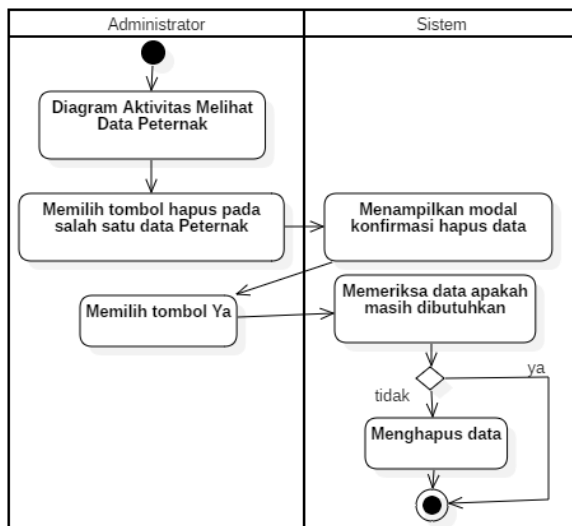 Administrator
Sistem
Diagram Aktivitas Melihat
Data Peternak
Memilih tombol hapus pada
salah satu data Peternak
Menampilkan modal
konfirmasi hapus data
Memilih tombol Ya
Memeriksa data apakah
masih dibutuhkan
ya
tidak
Menghapus data